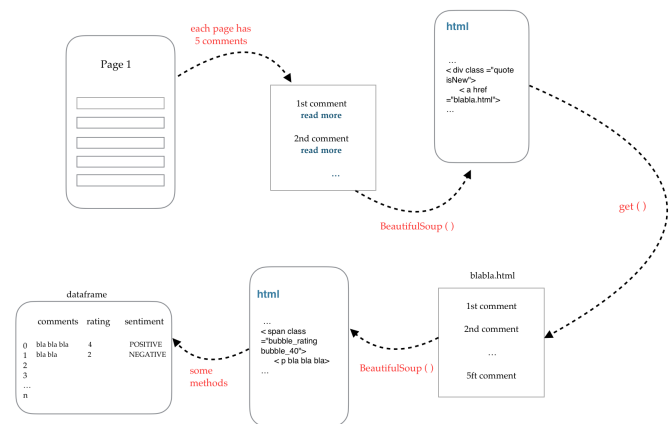 Page 1
each page has
5 comments
1st comment
read more
2nd comment
read more
...
BeautifulSoup ( )
html
...
< div class ="quote
isNew">
< a href
="blabla.html">
...
get ( )
blabla.html
1st comment
2nd comment
...
5ft comment
BeautifulSoup ( )
html
...
< span class
="bubble_rating
bubble_40">
< p bla bla bla>
...
some
methods
dataframe
comments rating sentiment
0 bla bla bla 4 POSITIVE
1 bla bla 2 NEGATIVE
2
3
...
n